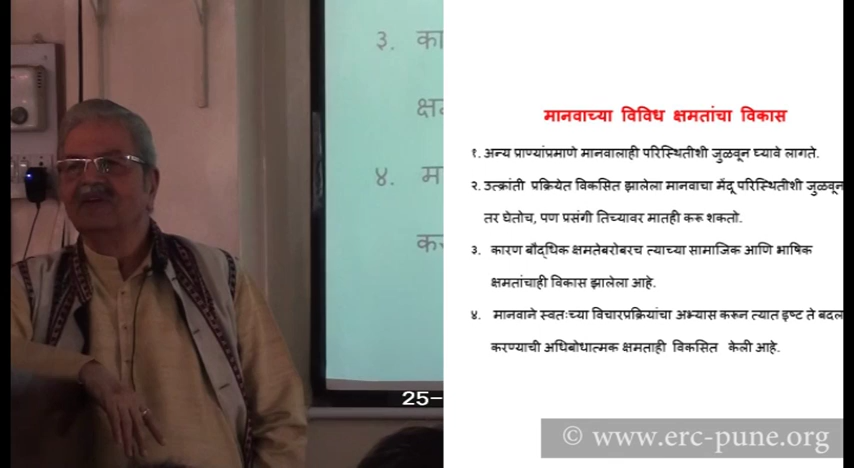 ३. का
क्षम
४. मा
कर
25-
मानवाच्या विविध क्षमतांचा विकास
१. अन्य प्राण्यांप्रमाणे मानवालाही परिस्थितीशी जुळवून घ्यावे लागते.
२. उत्क्रांती प्रक्रियेत विकसित झालेला मानवाचा मेंदू परिस्थितीशी जुळवून
तर घेतोच, पण प्रसंगी तिच्यावर मातही करू शकतो.
३. कारण बौद्धिक क्षमतेबरोबरच त्याच्या सामाजिक आणि भाषिक
क्षमतांचाही विकास झालेला आहे.
४. मानवाने स्वतःच्या विचारप्रक्रियांचा अभ्यास करून त्यात इष्ट ते बदल
करण्याची अधिबोधात्मक क्षमताही विकसित केली आहे.
© www.erc-pune.org